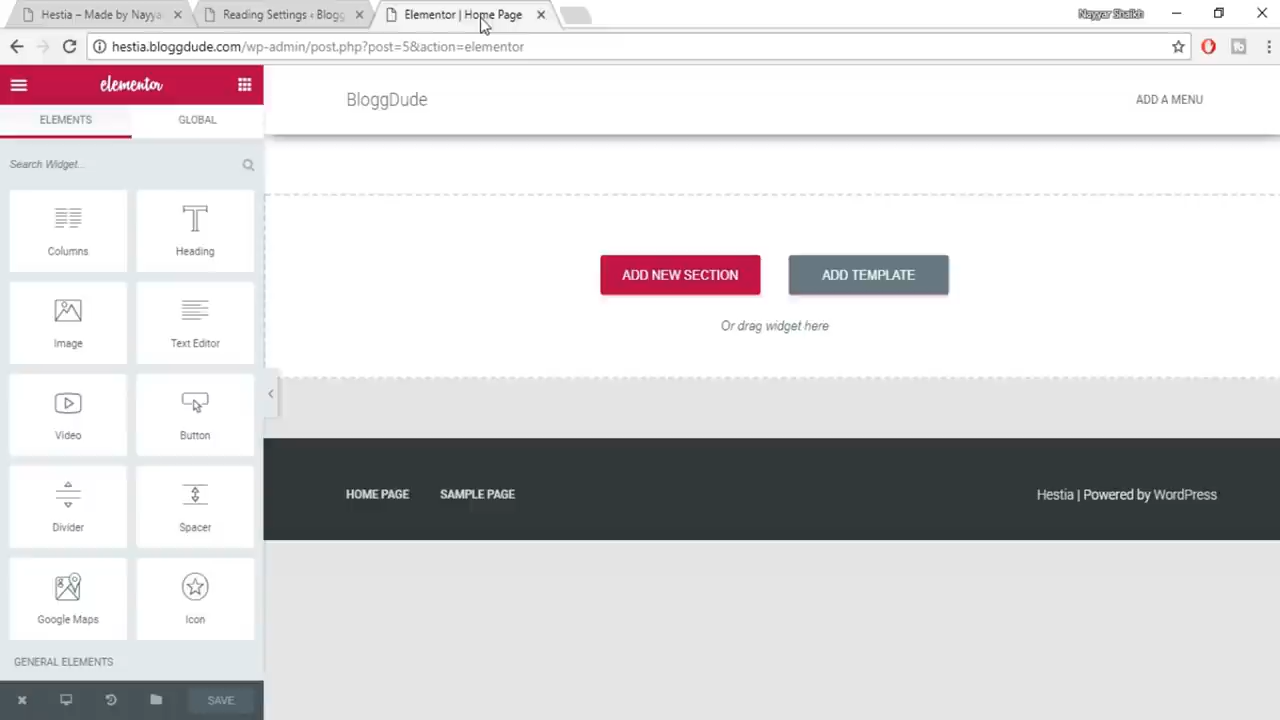 Hestia – Made by Nayya
Reading Settings ‹ Blogg
Elementor | Home Page
Nayyar Shaikh
hestia.bloggdude.com/wp-admin/post.php?post=5&action=elementor
elementor
ELEMENTS
GLOBAL
Search Widget...
Columns
Heading
Image
Text Editor
Video
Button
Divider
Spacer
Google Maps
Icon
GENERAL ELEMENTS
SAVE
BloggDude
ADD A MENU
ADD NEW SECTION
ADD TEMPLATE
Or drag widget here
HOME PAGE
SAMPLE PAGE
Hestia | Powered by WordPress